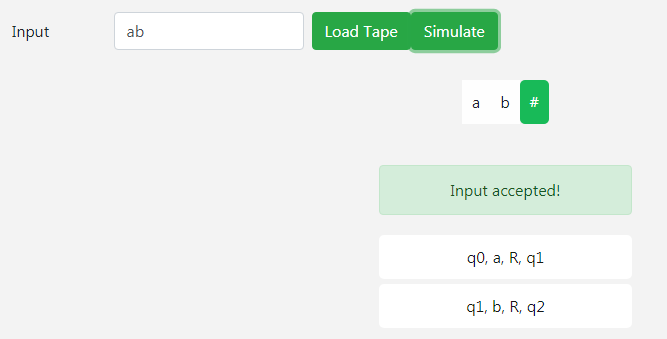 Input ab Load Tape Simulate
a b #
Input accepted!
q0, a, R, q1
q1, b, R, q2